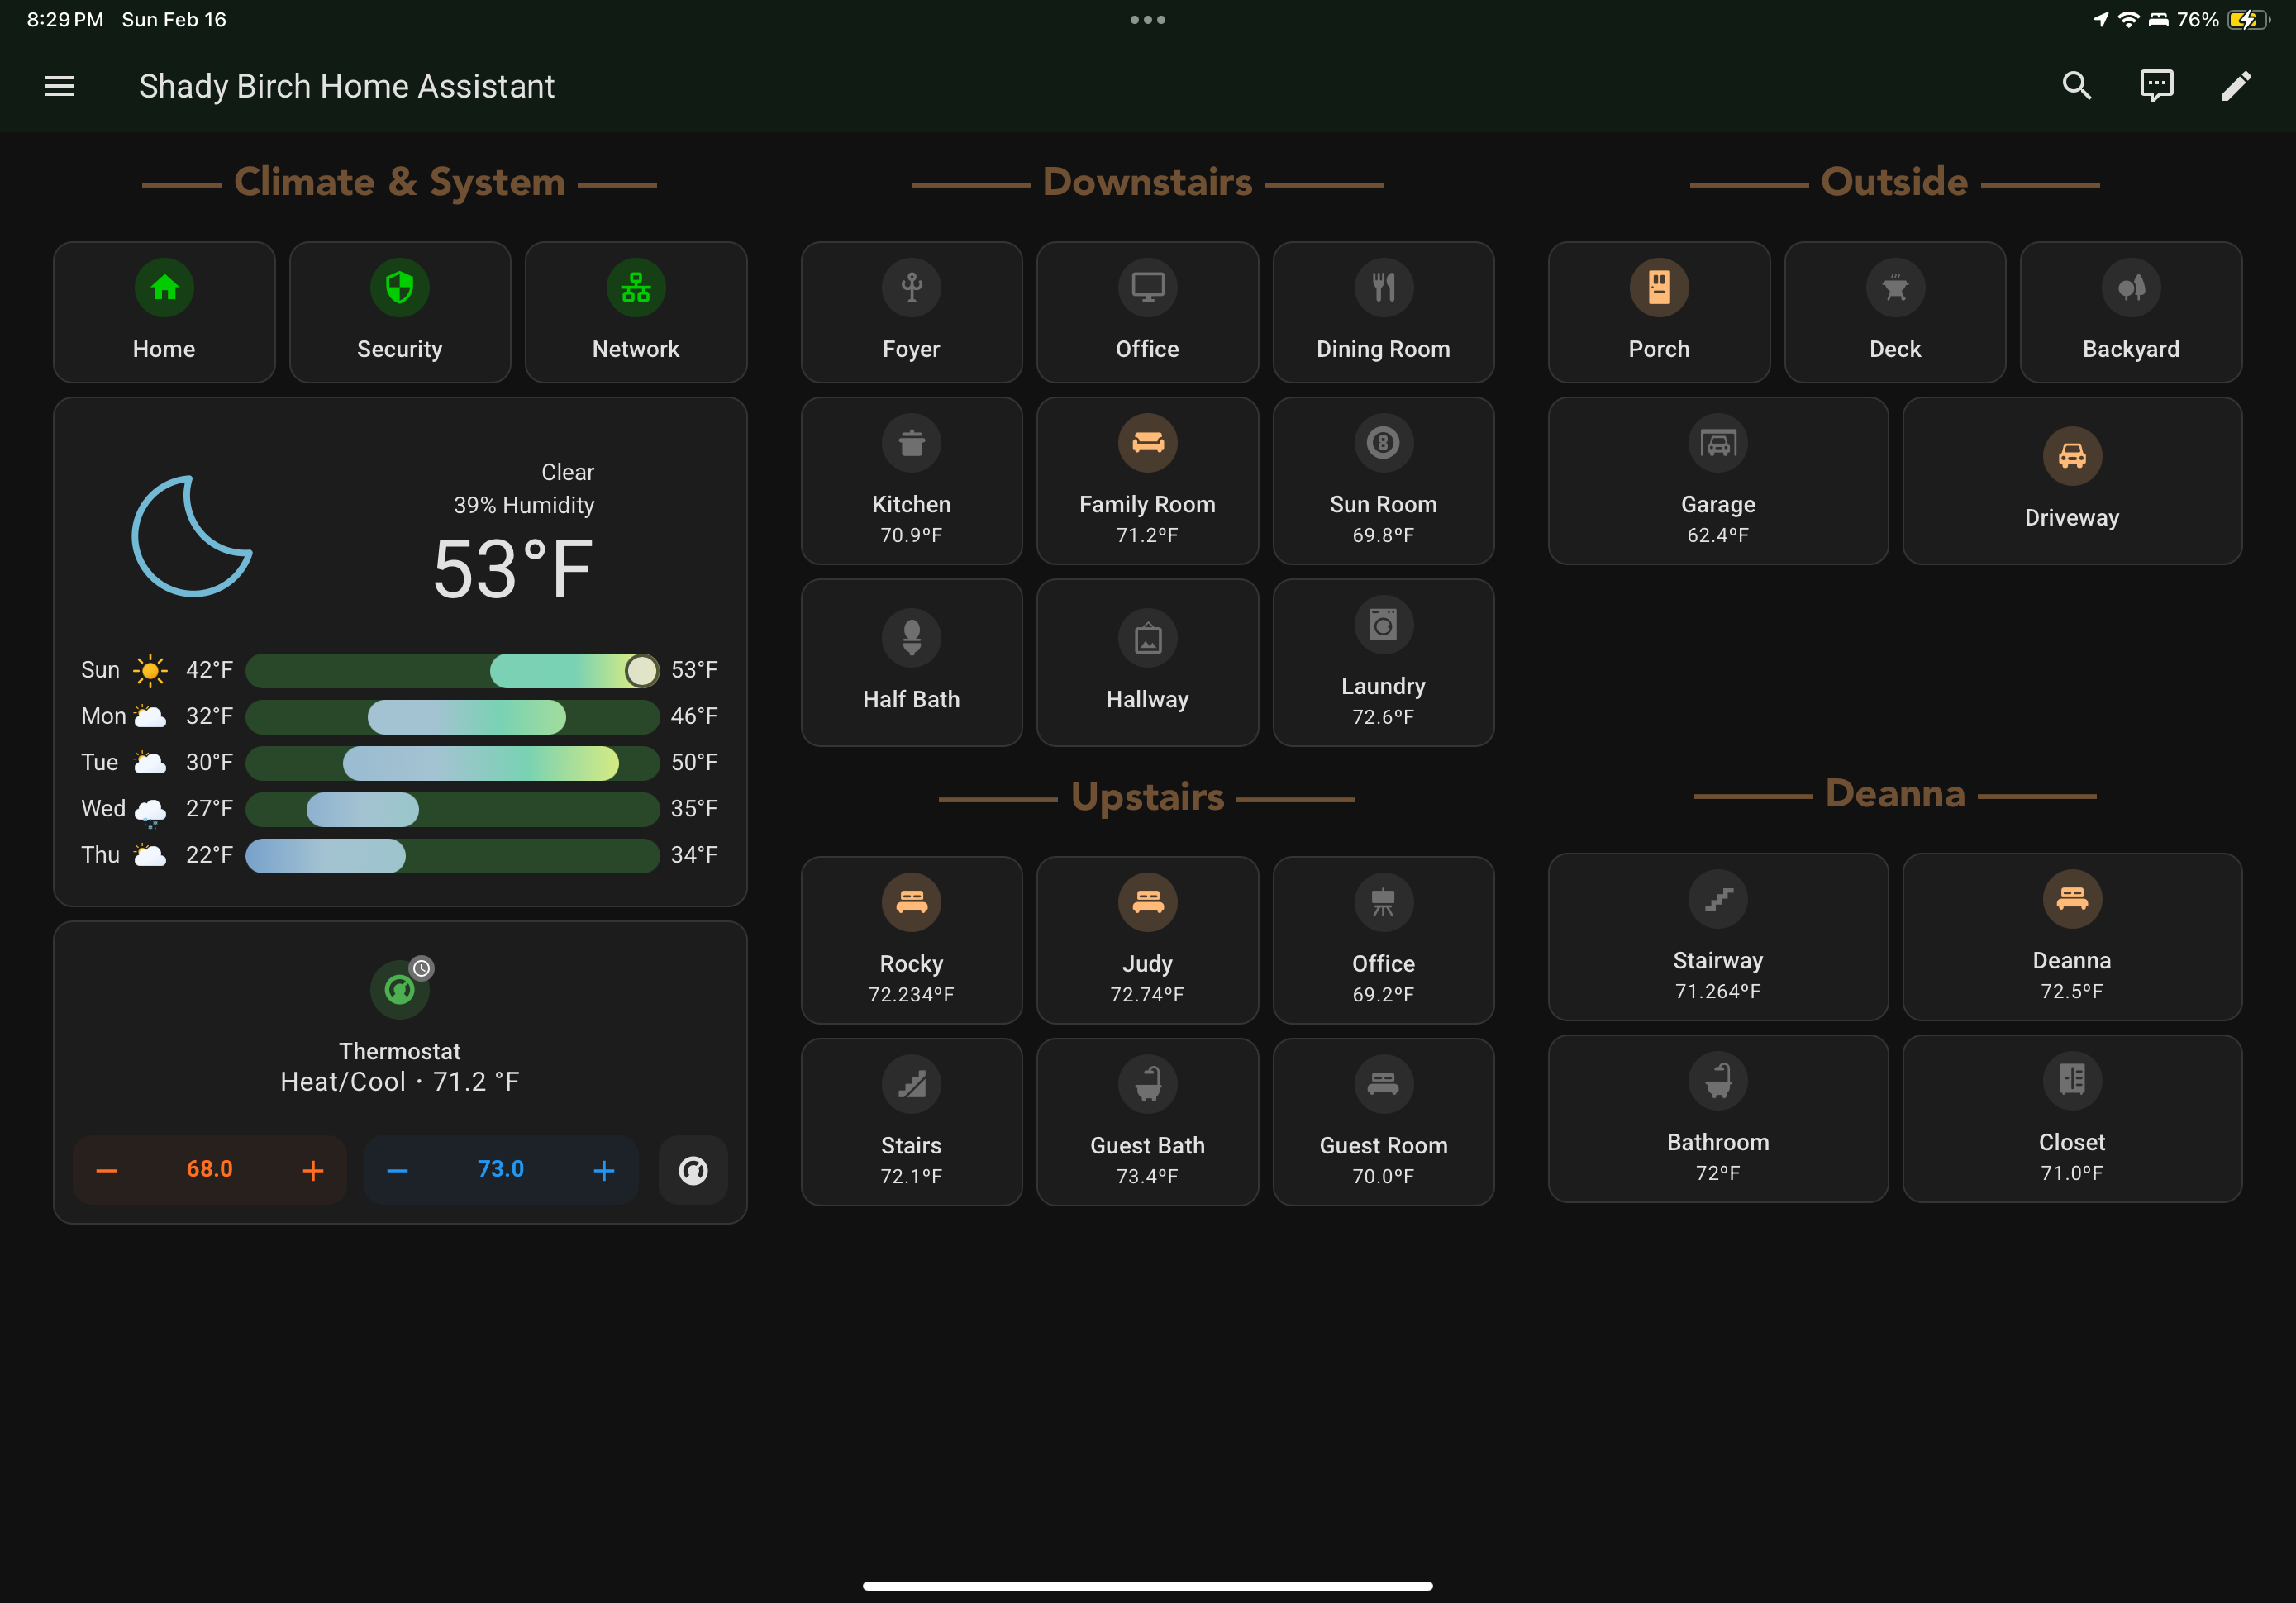 8:29 PM Sun Feb 16
76%
Shady Birch Home Assistant
Climate & System
Home
Security
Network
Clear
39% Humidity
53°F
Sun 42°F 53°F
Mon 32°F 46°F
Tue 30°F 50°F
Wed 27°F 35°F
Thu 22°F 34°F
Thermostat
Heat/Cool · 71.2 °F
68.0
73.0
Downstairs
Foyer
Office
Dining Room
Kitchen
70.9°F
Family Room
71.2°F
8
Sun Room
69.8°F
Half Bath
Hallway
Laundry
72.6°F
Upstairs
Rocky
72.234°F
Judy
72.74°F
Office
69.2°F
Stairs
72.1°F
Guest Bath
73.4°F
Guest Room
70.0°F
Outside
Porch
Deck
Backyard
Garage
62.4°F
Driveway
Deanna
Stairway
71.264°F
Deanna
72.5°F
Bathroom
72°F
Closet
71.0°F